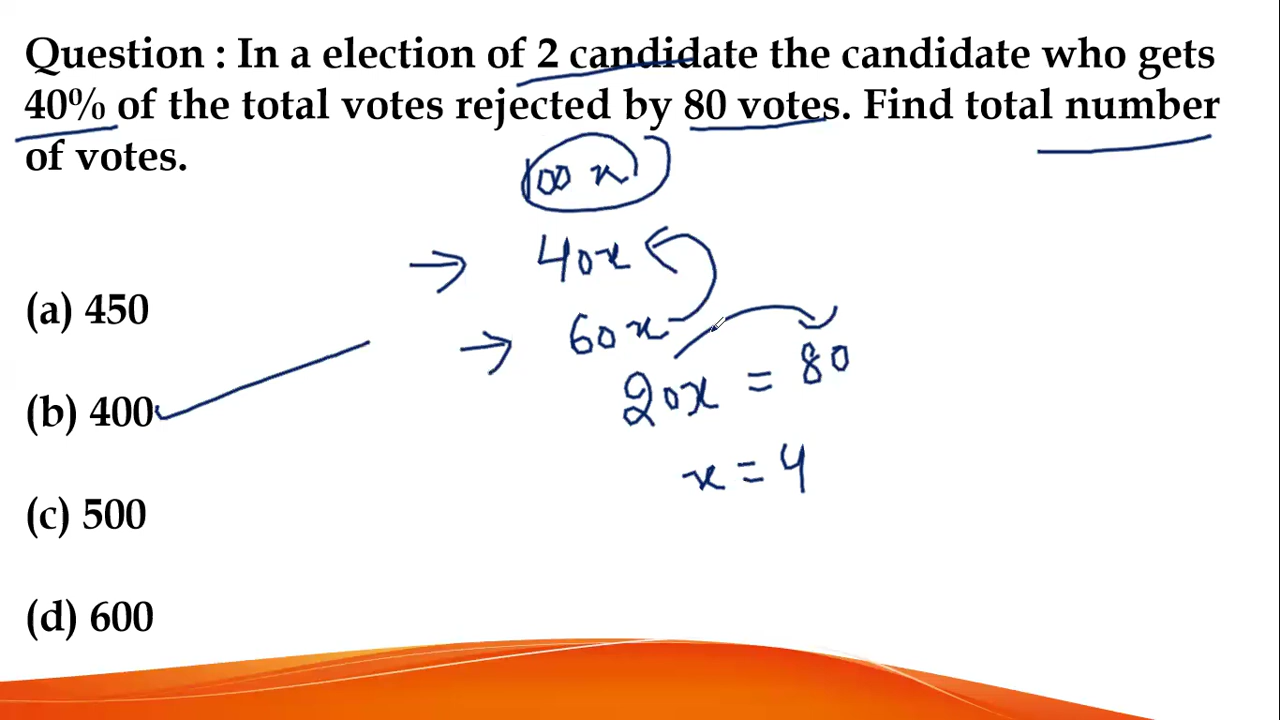 Question : In a election of 2 candidate the candidate who gets
40% of the total votes rejected by 80 votes. Find total number
of votes.
100 x
40x
60x
20x = 80
x = 4
(a) 450
(b) 400
(c) 500
(d) 600